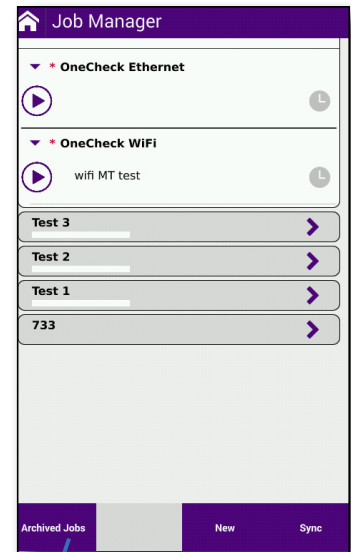 Job Manager
* OneCheck Ethernet
* OneCheck WiFi
wifi MT test
Test 3
Test 2
Test 1
733
Archived Jobs New Sync